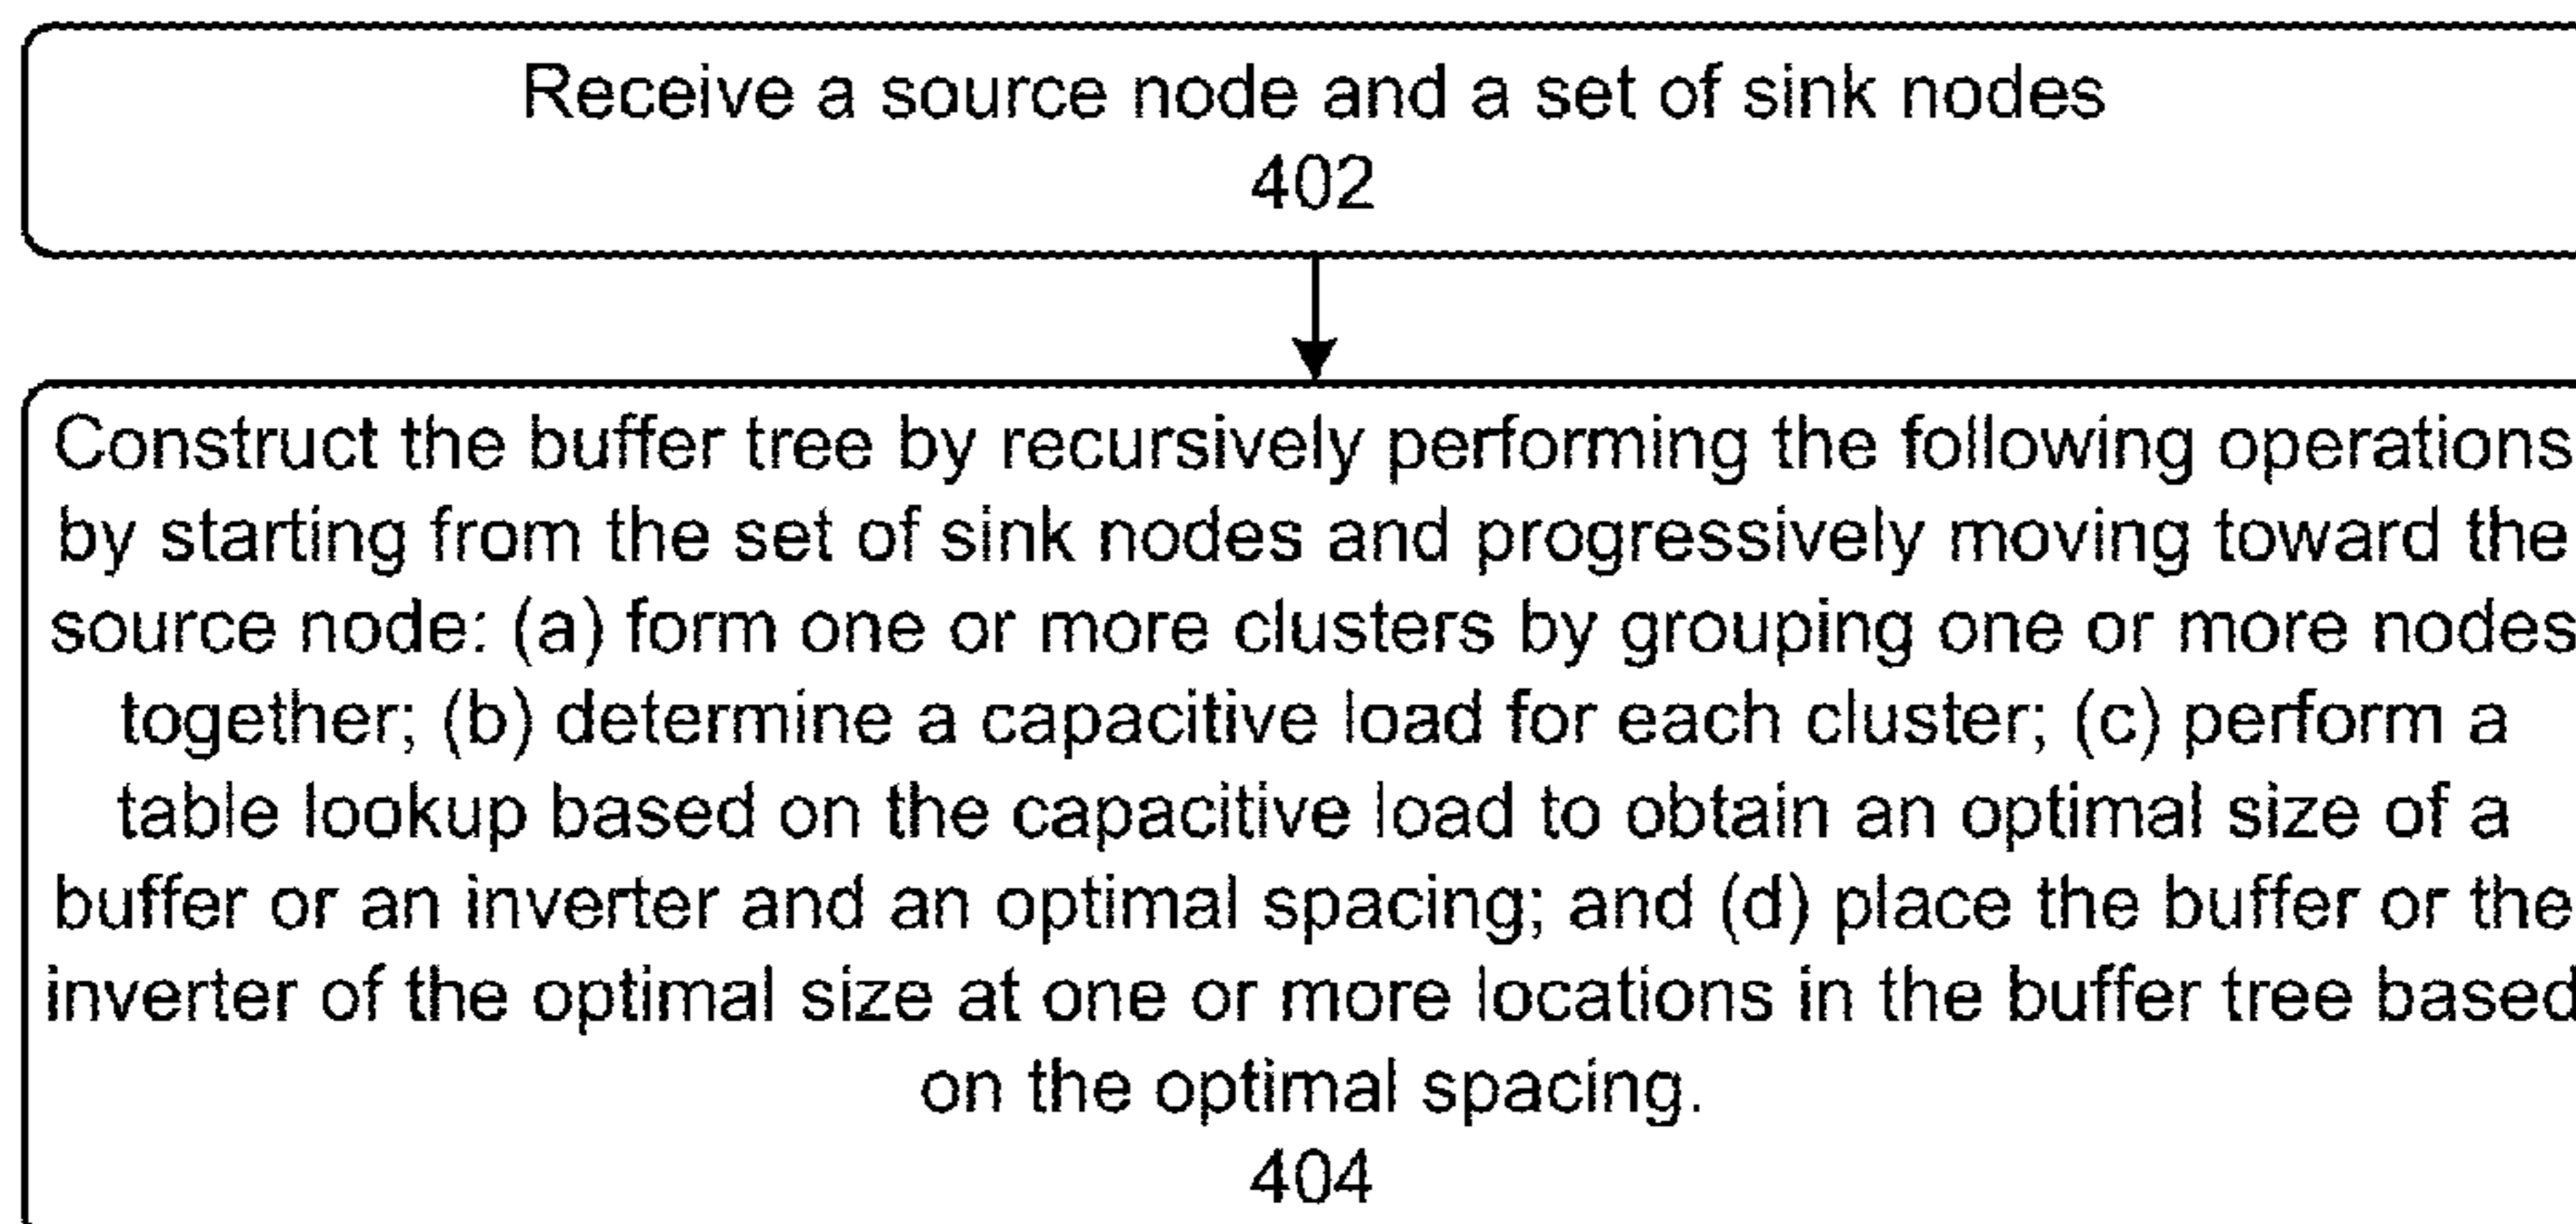 Receive a source node and a set of sink nodes
402
Construct the buffer tree by recursively performing the following operations
by starting from the set of sink nodes and progressively moving toward the
source node: (a) form one or more clusters by grouping one or more nodes
together; (b) determine a capacitive load for each cluster; (c) perform a
table lookup based on the capacitive load to obtain an optimal size of a
buffer or an inverter and an optimal spacing; and (d) place the buffer or the
inverter of the optimal size at one or more locations in the buffer tree based
on the optimal spacing.
404